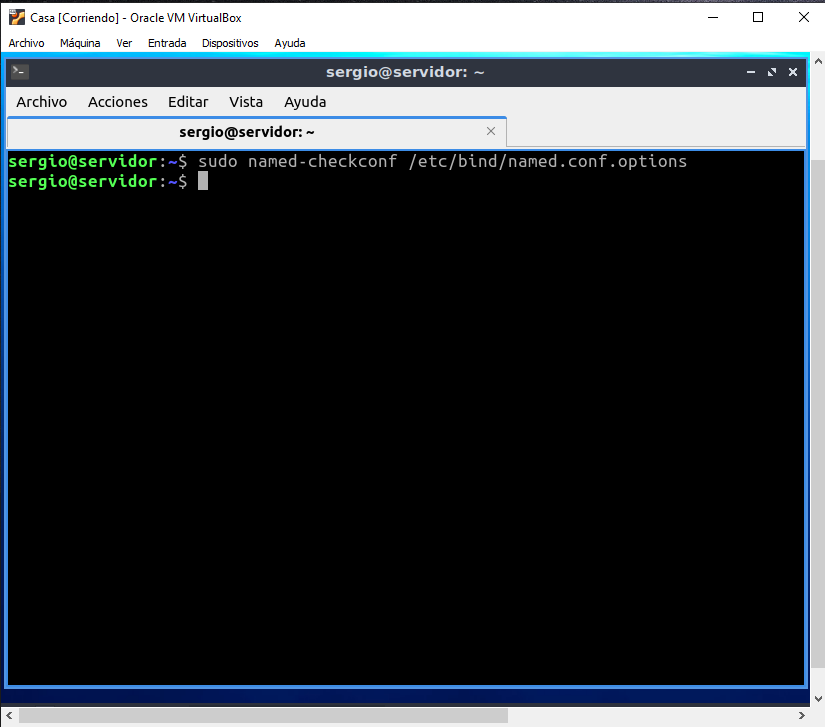 Casa [Corriendo] - Oracle VM VirtualBox
Archivo Máquina Ver Entrada Dispositivos Ayuda
sergio@servidor: ~
Archivo Acciones Editar Vista Ayuda
sergio@servidor: ~
sergio@servidor:~$ sudo named-checkconf /etc/bind/named.conf.options
sergio@servidor:~$